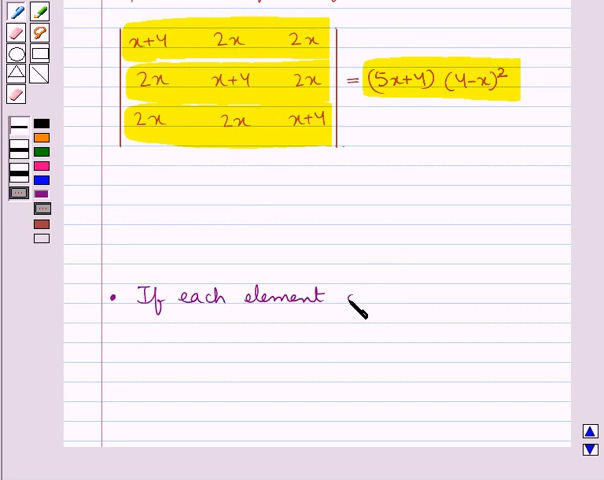 x+4 2x 2x
2x x+4 2x = (5x+4) (4-x)²
2x 2x x+4
• If each element